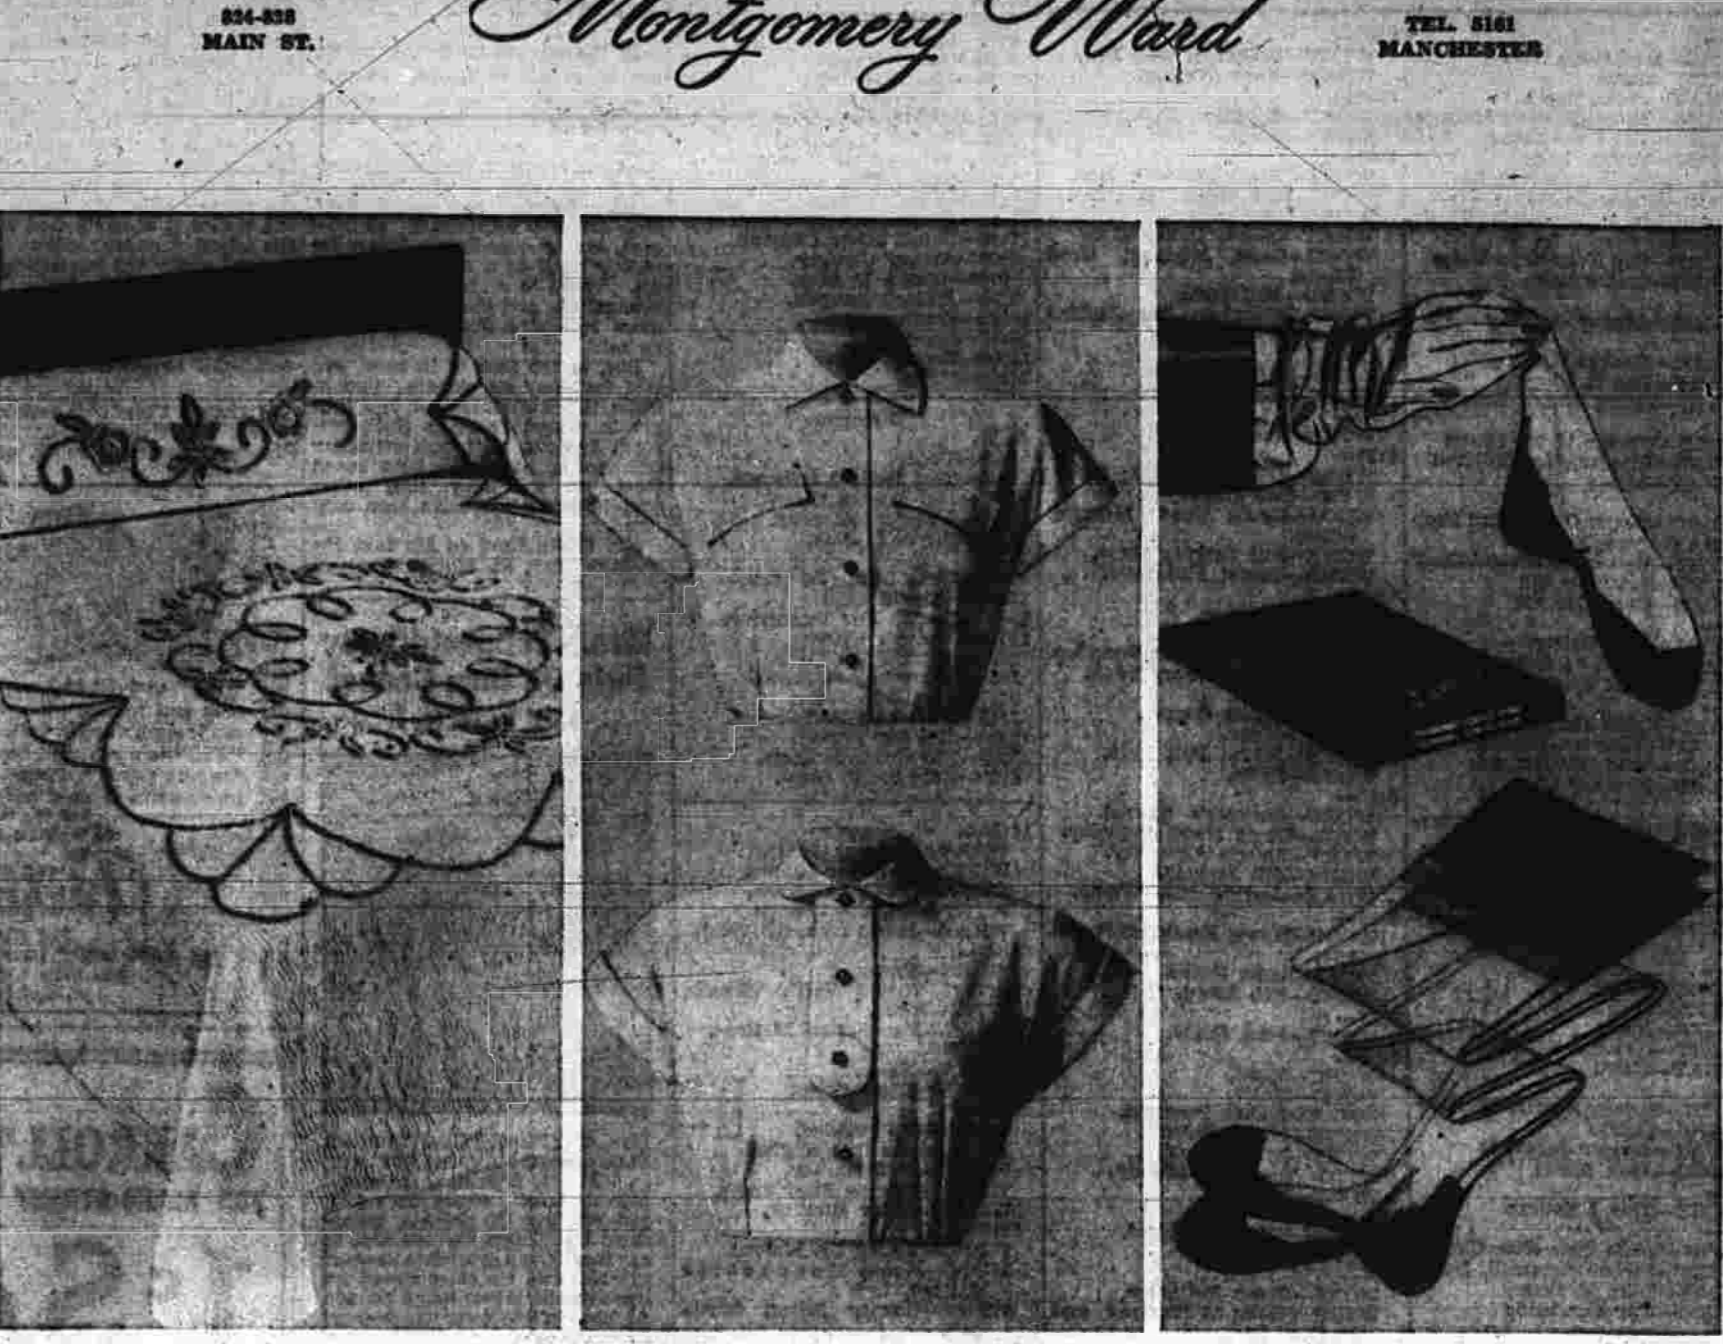 824-828
MAIN ST.
Montgomery Ward
TEL. 5161
MANCHESTER